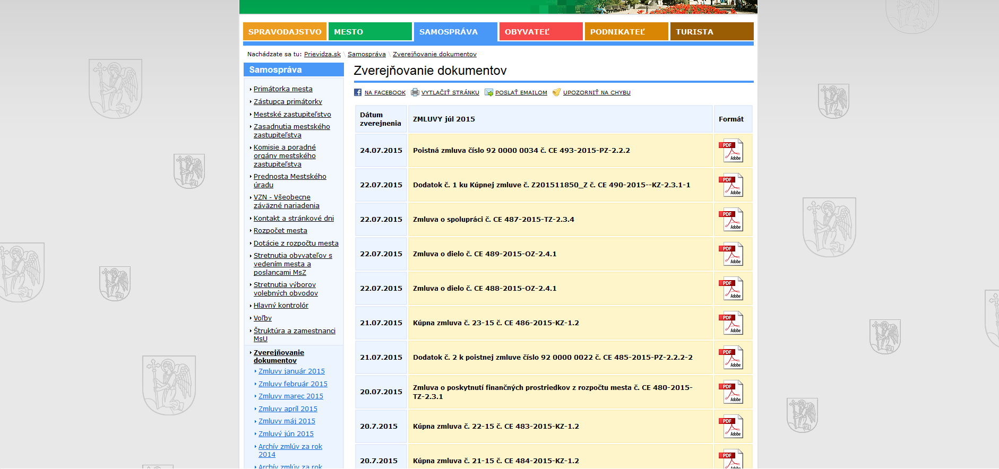 SPRAVODAJSTVO MESTO SAMOSPRÁVA OBYVATEĽ PODNIKATEĽ TURISTA
Nachádzate sa tu: Prievidza.sk \ Samospráva \ Zverejňovanie dokumentov
Samospráva
Primátorka mesta
Zástupca primátorky
Mestské zastupiteľstvo
Zasadnutia mestského
zastupiteľstva
Komisie a poradné
orgány mestského
zastupiteľstva
Prednosta Mestského
úradu
VZN - Všeobecne
záväzné nariadenia
Kontakt a stránkové dni
Rozpočet mesta
Dotácie z rozpočtu mesta
Stretnutia obyvateľov s
vedením mesta a
poslancami MsZ
Stretnutia výborov
volebných obvodov
Hlavný kontrolór
Voľby
Štruktúra a zamestnanci
MsU
Zverejňovanie
dokumentov
Zmluvy január 2015
Zmluvy február 2015
Zmluvy marec 2015
Zmluvy apríl 2015
Zmluvy máj 2015
Zmluvý jún 2015
Archív zmlúv za rok
2014
Archív zmlúv za rok
Zverejňovanie dokumentov
NA FACEBOOK VYTLAČIŤ STRÁNKU POSLAŤ EMAILOM UPOZORNIŤ NA CHYBU
Dátum
zverejnenia
ZMLUVY júl 2015
Formát
24.07.2015 Poistná zmluva číslo 92 0000 0034 č. CE 493-2015-PZ-2.2.2 PDF Adobe
22.07.2015 Dodatok č. 1 ku Kúpnej zmluve č. Z201511850_Z č. CE 490-2015--KZ-2.3.1-1 PDF Adobe
22.07.2015 Zmluva o spolupráci č. CE 487-2015-TZ-2.3.4 PDF Adobe
22.07.2015 Zmluva o dielo č. CE 489-2015-OZ-2.4.1 PDF Adobe
22.07.2015 Zmluva o dielo č. CE 488-2015-OZ-2.4.1 PDF Adobe
21.07.2015 Kúpna zmluva č. 23-15 č. CE 486-2015-KZ-1.2 PDF Adobe
21.07.2015 Dodatok č. 2 k poistnej zmluve číslo 92 0000 0022 č. CE 485-2015-PZ-2.2.2-2 PDF Adobe
20.07.2015 Zmluva o poskytnutí finančných prostriedkov z rozpočtu mesta č. CE 480-2015-
TZ-2.3.1 PDF Adobe
20.7.2015 Kúpna zmluva č. 22-15 č. CE 483-2015-KZ-1.2 PDF Adobe
20.7.2015 Kúpna zmluva č. 21-15 č. CE 484-2015-KZ-1.2 PDF Adobe